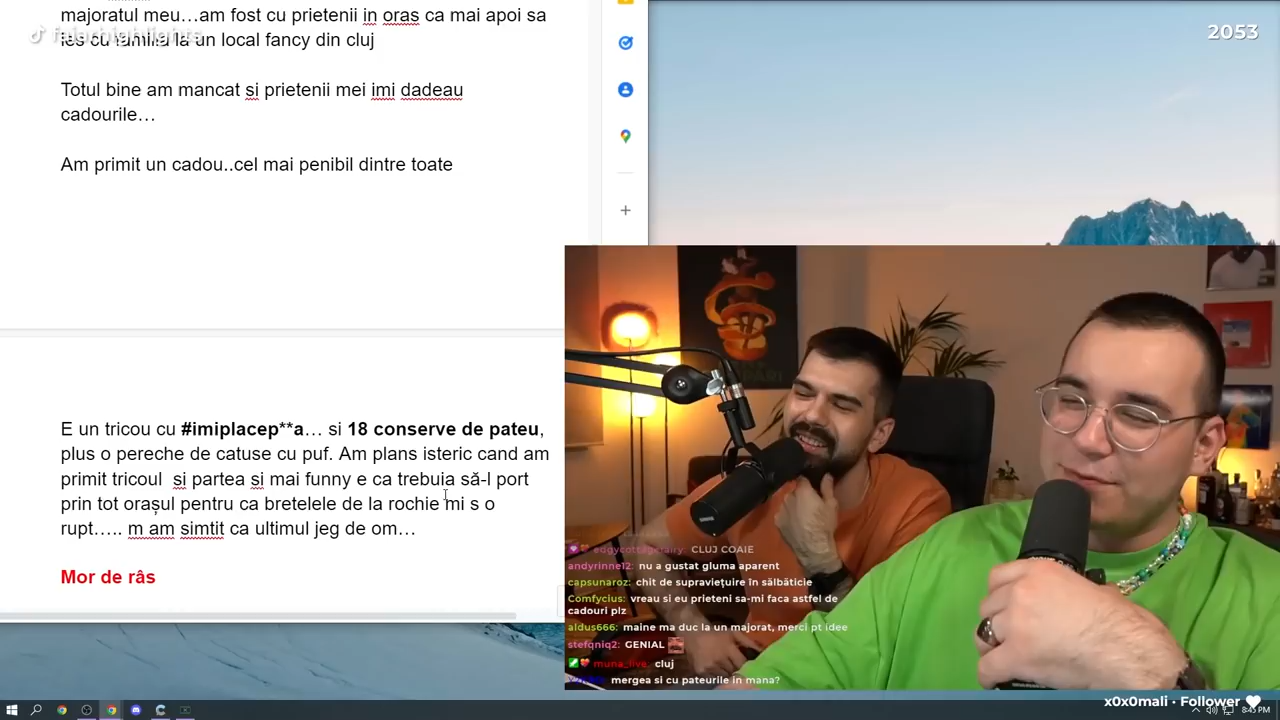 majoratul meu…am fost cu prietenii in oras ca mai apoi sa
2053
ies cu familia la un local fancy din cluj
Totul bine am mancat si prietenii mei imi dadeau
cadourile…
Am primit un cadou..cel mai penibil dintre toate
E un tricou cu #imiplacep**a… si 18 conserve de pateu,
plus o pereche de catuse cu puf. Am plans isteric cand am
primit tricoul si partea si mai funny e ca trebuia să-l port
prin tot orașul pentru ca bretelele de la rochie mi s o
rupt….. m am simtit ca ultimul jeg de om…
Mor de râs
CLUJ COAIE
andyrinne12: nu a gustat gluma aparent
capsunaroz: chit de supraviețuire în sălbăticie
Comfycius: vreau si eu prieteni sa-mi faca astfel de
cadouri plz
aldus666: maine ma duc la un majorat, merci pt idee
stefqniq2: GENIAL
muna_live: cluj
mergea si cu pateurile in mana?
x0x0mali · Follower
8:45 PM